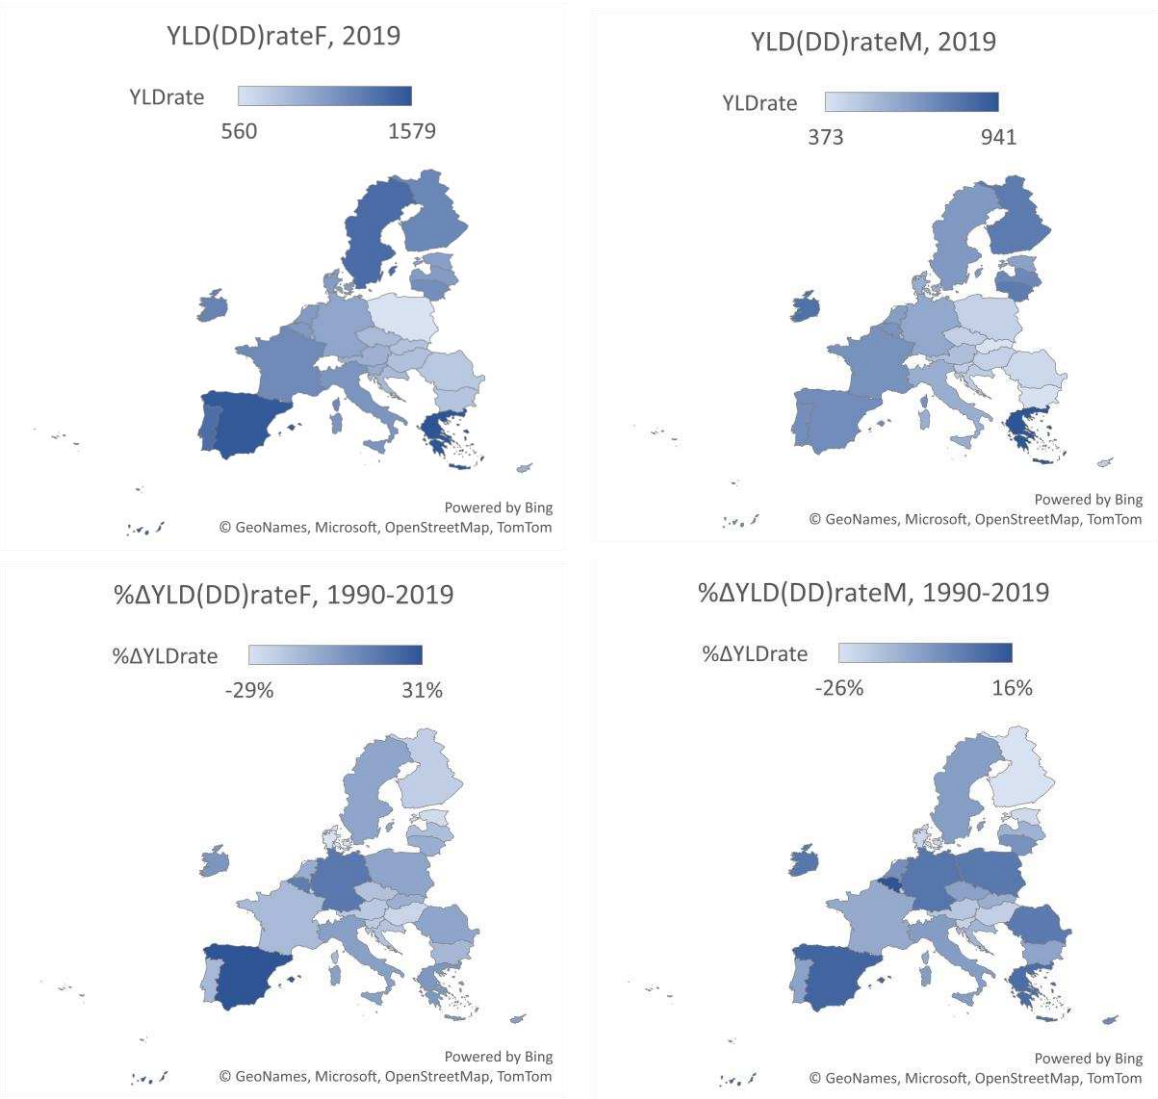 YLD(DD)rateF, 2019
YLDrate
560 1579
Powered by Bing
© GeoNames, Microsoft, OpenStreetMap, TomTom
YLD(DD)rateM, 2019
YLDrate
373 941
Powered by Bing
© GeoNames, Microsoft, OpenStreetMap, TomTom
%ΔYLD(DD)rateF, 1990-2019
%ΔYLDrate
-29% 31%
Powered by Bing
© GeoNames, Microsoft, OpenStreetMap, TomTom
%ΔYLD(DD)rateM, 1990-2019
%ΔYLDrate
-26% 16%
Powered by Bing
© GeoNames, Microsoft, OpenStreetMap, TomTom